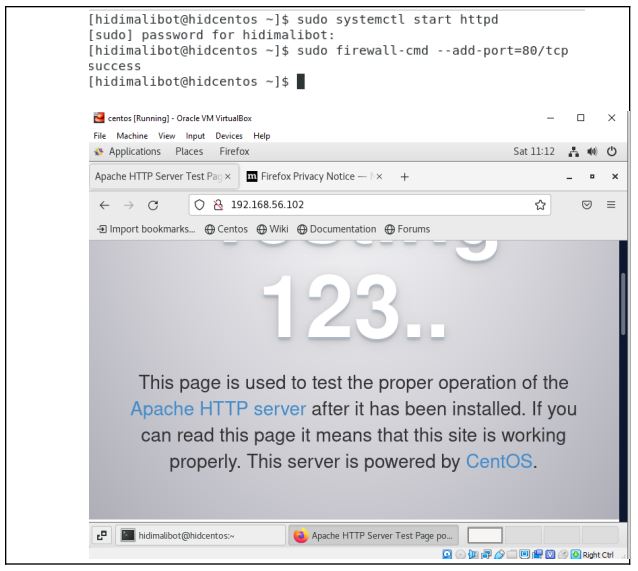 [hidimalibot@hidcentos ~]$ sudo systemctl start httpd
[sudo] password for hidimalibot:
[hidimalibot@hidcentos ~]$ sudo firewall-cmd --add-port=80/tcp
success
[hidimalibot@hidcentos ~]$
centos [Running] - Oracle VM VirtualBox
File Machine View Input Devices Help
Applications Places Firefox Sat 11:12
Apache HTTP Server Test Pag × m Firefox Privacy Notice — × +
192.168.56.102
Import bookmarks... Centos Wiki Documentation Forums
123..
This page is used to test the proper operation of the
Apache HTTP server after it has been installed. If you
can read this page it means that this site is working
properly. This server is powered by CentOS.
hidimalibot@hidcentos:~ Apache HTTP Server Test Page po...
Right Ctrl